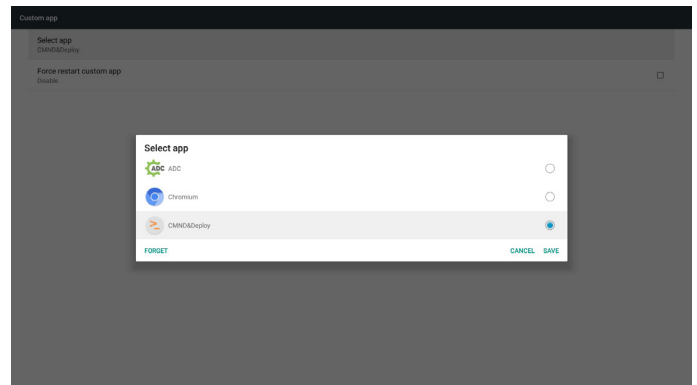 Custom app
Select app
CMND&Deploy
Force restart custom app
Disable
Select app
ADC ADC
Chromium
CMND&Deploy
FORGET CANCEL SAVE